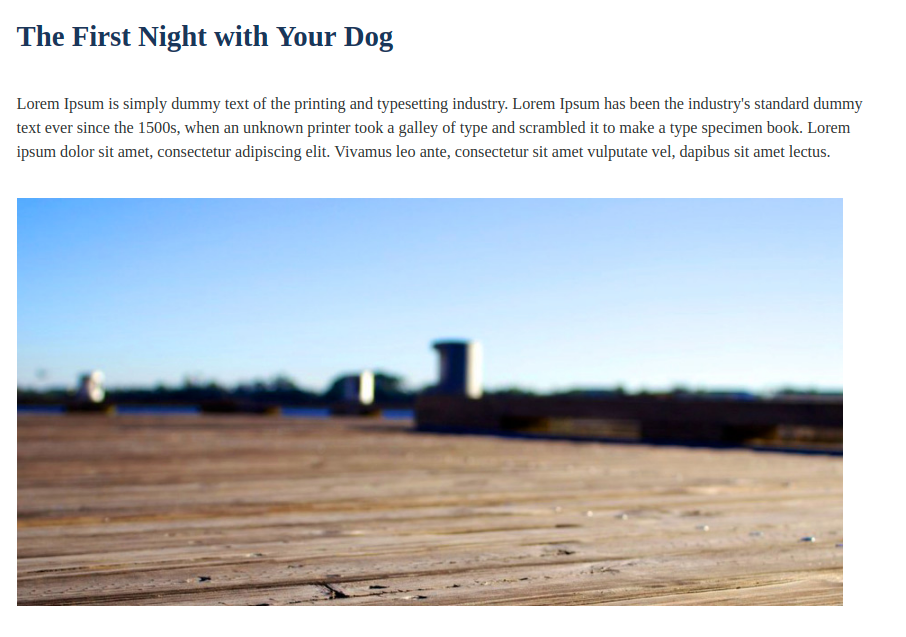 The First Night with Your Dog
Lorem Ipsum is simply dummy text of the printing and typesetting industry. Lorem Ipsum has been the industry's standard dummy
text ever since the 1500s, when an unknown printer took a galley of type and scrambled it to make a type specimen book. Lorem
ipsum dolor sit amet, consectetur adipiscing elit. Vivamus leo ante, consectetur sit amet vulputate vel, dapibus sit amet lectus.